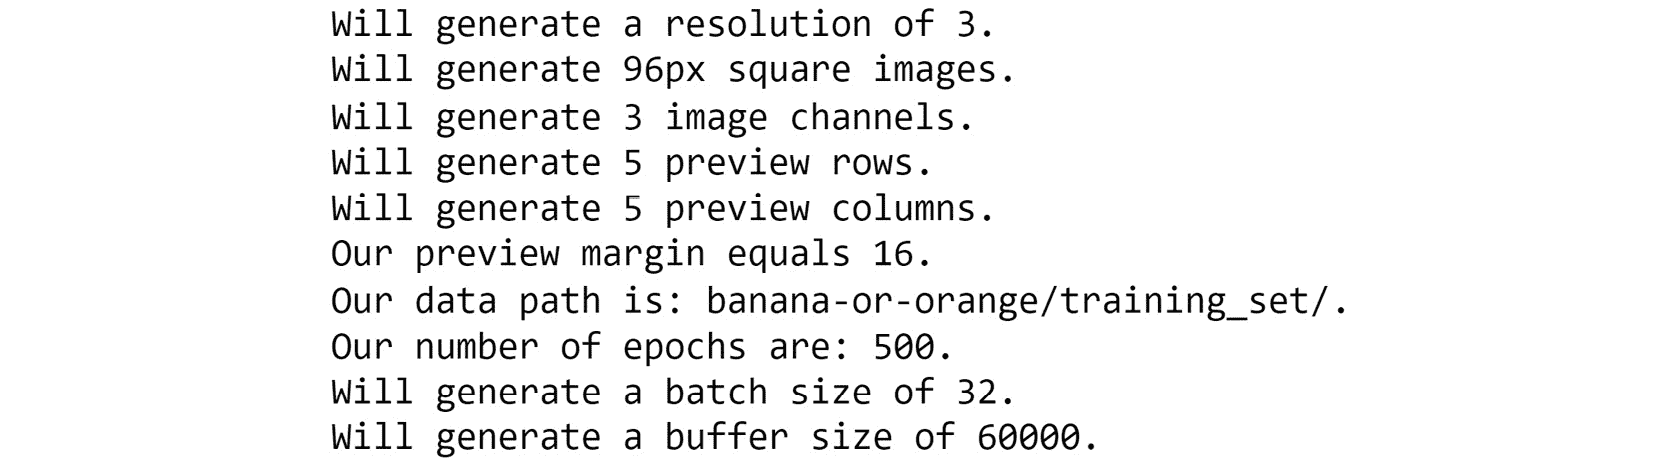 Will generate a resolution of 3.
Will generate 96px square images.
Will generate 3 image channels.
Will generate 5 preview rows.
Will generate 5 preview columns.
Our preview margin equals 16.
Our data path is: banana-or-orange/training_set/.
Our number of epochs are: 500.
Will generate a batch size of 32.
Will generate a buffer size of 60000.